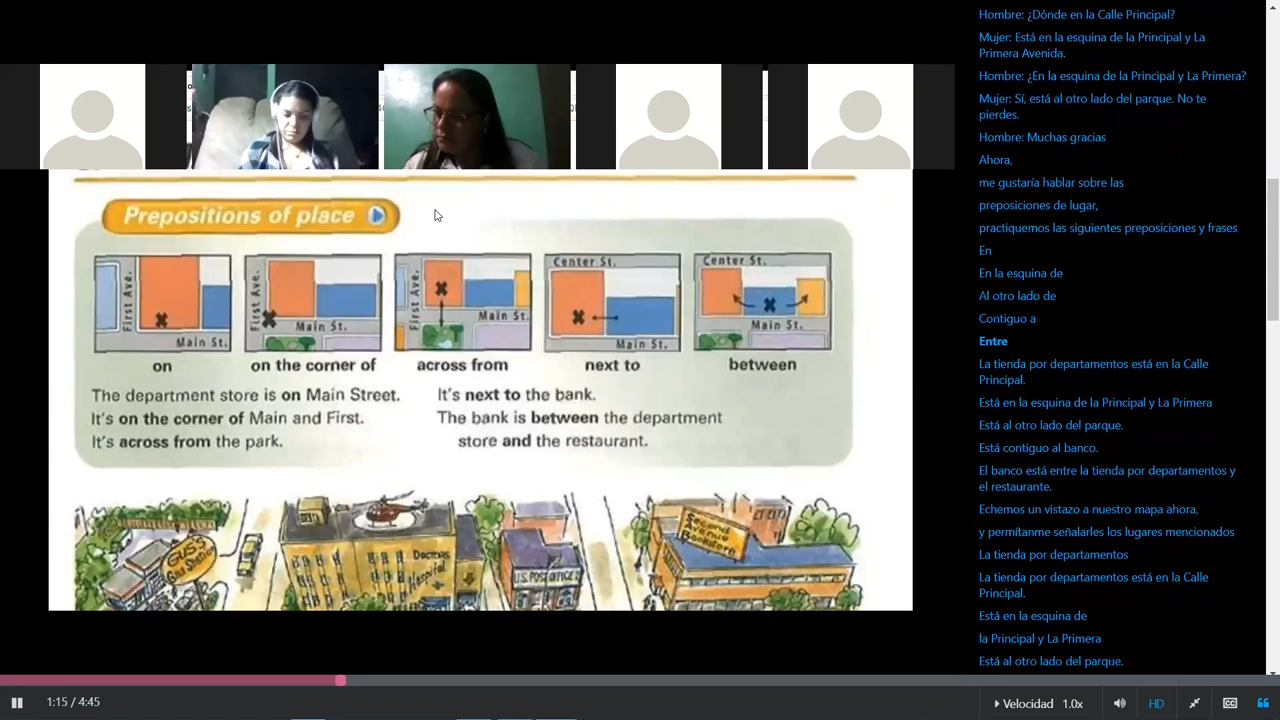 Hombre: ¿Dónde en la Calle Principal?
Mujer: Está en la esquina de la Principal y La
Primera Avenida.
Hombre: ¿En la esquina de la Principal y La Primera?
Mujer: Sí, está al otro lado del parque. No te
pierdes.
Hombre: Muchas gracias
Ahora,
me gustaría hablar sobre las
preposiciones de lugar,
practiquemos las siguientes preposiciones y frases
En
En la esquina de
Al otro lado de
Contiguo a
Entre
La tienda por departamentos está en la Calle
Principal.
Está en la esquina de la Principal y La Primera
Está al otro lado del parque.
Está contiguo al banco.
El banco está entre la tienda por departamentos y
el restaurante.
Echemos un vistazo a nuestro mapa ahora,
y permítanme señalarles los lugares mencionados
La tienda por departamentos
La tienda por departamentos está en la Calle
Principal.
Está en la esquina de
la Principal y La Primera
Está al otro lado del parque.
Prepositions of place
First Ave.
Main St.
First Ave.
Main St.
First Ave.
Main St.
Center St.
Main St.
Center St.
Main St.
on
on the corner of
across from
next to
between
The department store is on Main Street.
It's on the corner of Main and First.
It's across from the park.
It's next to the bank.
The bank is between the department
store and the restaurant.
GUS'S
Gas Station
Doctors
Hospital
U.S. POST OFFICE
Second
Avenue
Bookstore
1:15 / 4:45
Velocidad 1.0x
HD